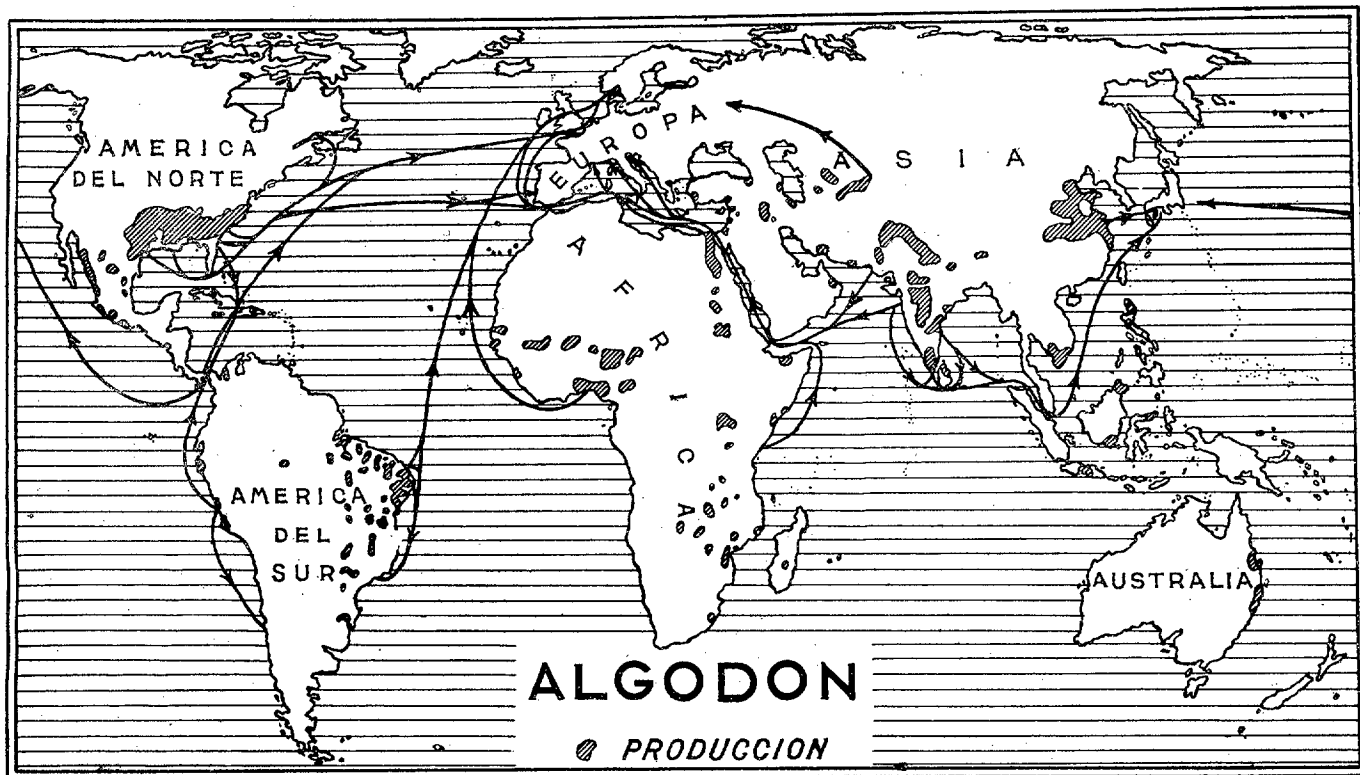 AMERICA
DEL NORTE
EUROPA
ASIA
AFRICA
AMERICA
DEL
SUR
AUSTRALIA
ALGODON
PRODUCCION